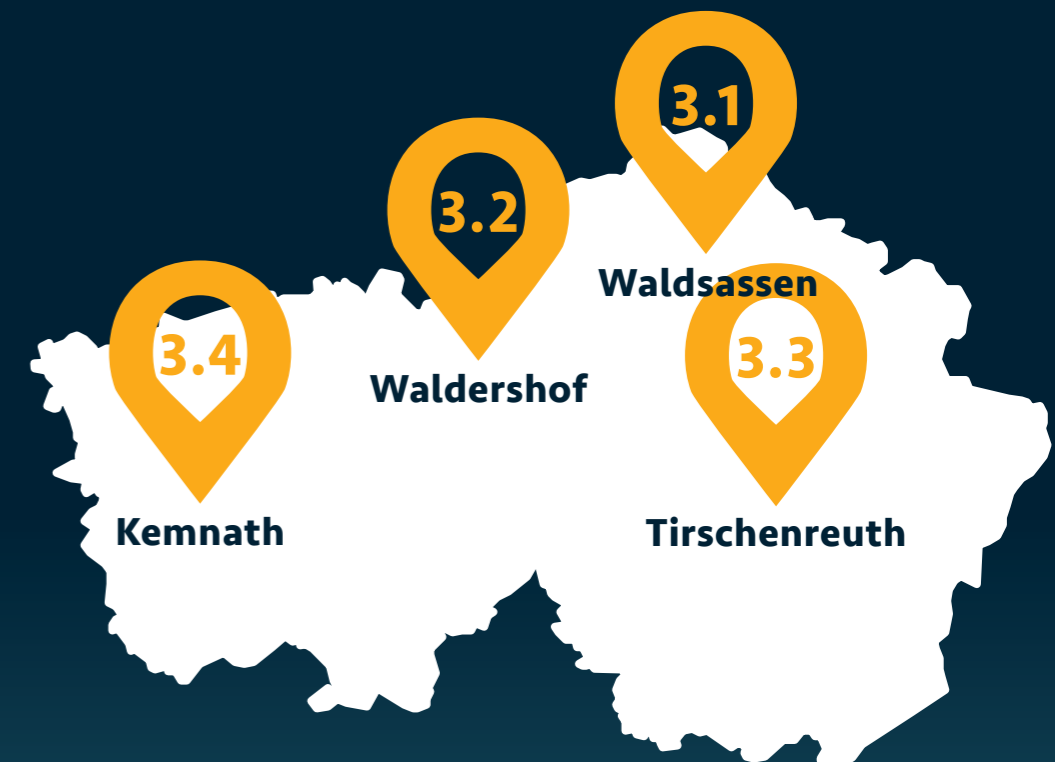 3.1
Waldsassen
3.2
Waldershof
3.3
Tirschenreuth
3.4
Kemnath